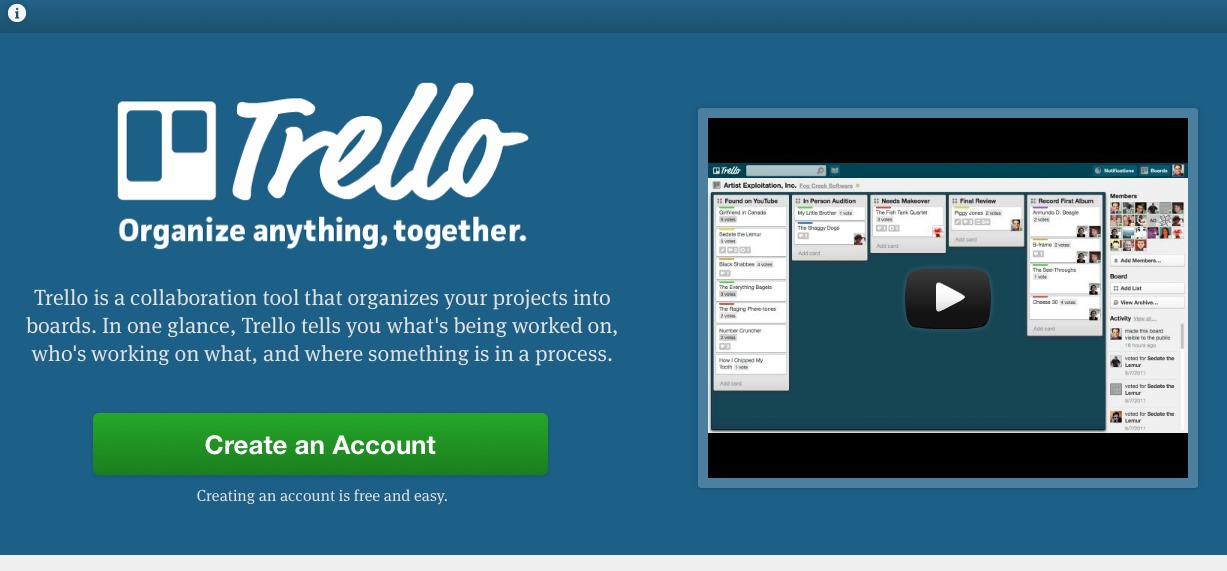 Trello
Organize anything, together.
Trello is a collaboration tool that organizes your projects into
boards. In one glance, Trello tells you what's being worked on,
who's working on what, and where something is in a process.
Create an Account
Creating an account is free and easy.
Trello
Notifications
Boards
Artist Exploitation, Inc. Fog Creek Software
Found on YouTube
Girlfriend in Canada
Sedate the Lemur
5 votes
Black Shabbes 4 votes
The Everything Bagels
3 votes
The Raging Phere-tones
2 votes
Number Cruncher
2 votes
How I Chipped My
Tooth 1 vote
Add card
In Person Audition
My Little Brother 1 vote
The Shaggy Dogs
Add card
Needs Makeover
The Fish Tank Quartet
3 votes
Add card
Final Review
Piggy Jones 2 votes
Add card
Record First Album
Armundo D. Beagle
2 votes
B-frame 2 votes
The See-Throughs
1 vote
Cheese 30 4 votes
Add card
Members
Add Members...
Board
Add List
View Archive...
Activity View all...
made this board
visible to the public
16 hours ago
voted for Sedate the
Lemur
9/7/2011
voted for Sedate the
Lemur
9/7/2011
voted for Sedate the
Lemur
9/7/2011